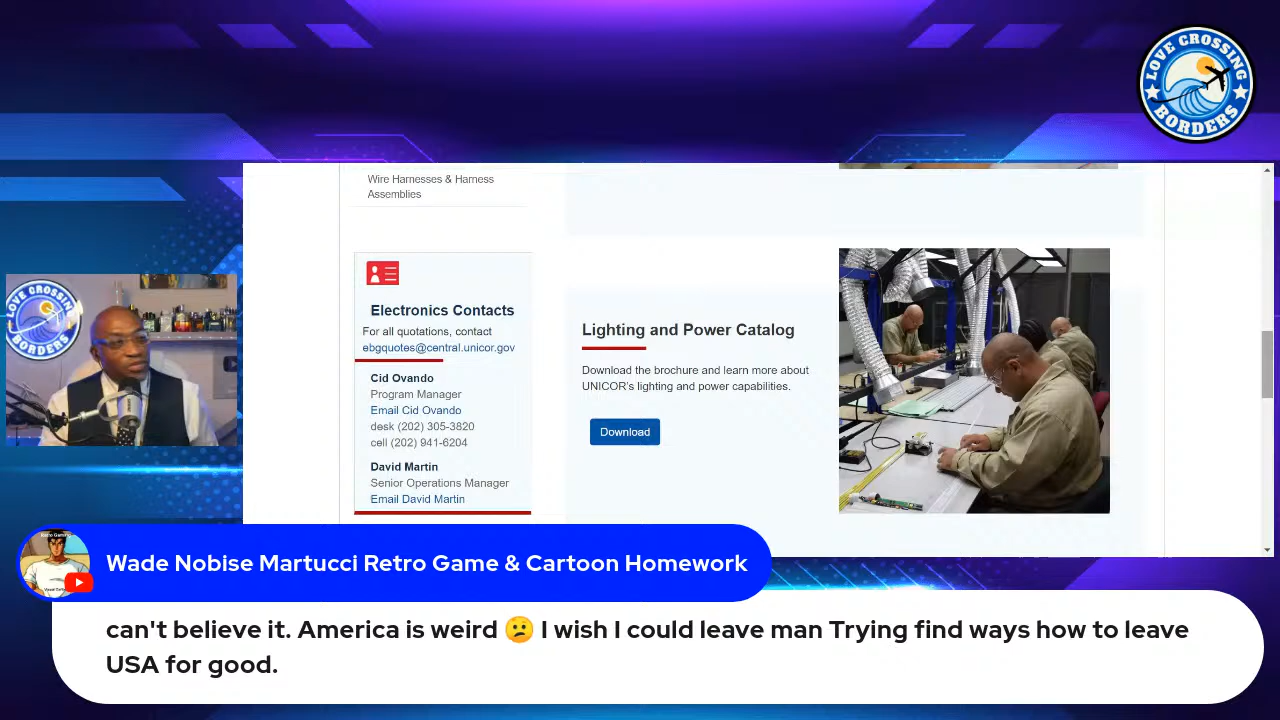 LOVE CROSSING
BORDERS
Wire Harnesses & Harness
Assemblies
Electronics Contacts
For all quotations, contact
ebgquotes@central.unicor.gov
Cid Ovando
Program Manager
Email Cid Ovando
desk (202) 305-3820
cell (202) 941-6204
David Martin
Senior Operations Manager
Email David Martin
Lighting and Power Catalog
Download the brochure and learn more about
UNICOR's lighting and power capabilities.
Download
LOVE CROSSING
BORDERS
Retro Gaming
Wade Nobise Martucci Retro Game & Cartoon Homework
can't believe it. America is weird 😕 I wish I could leave man Trying find ways how to leave
USA for good.